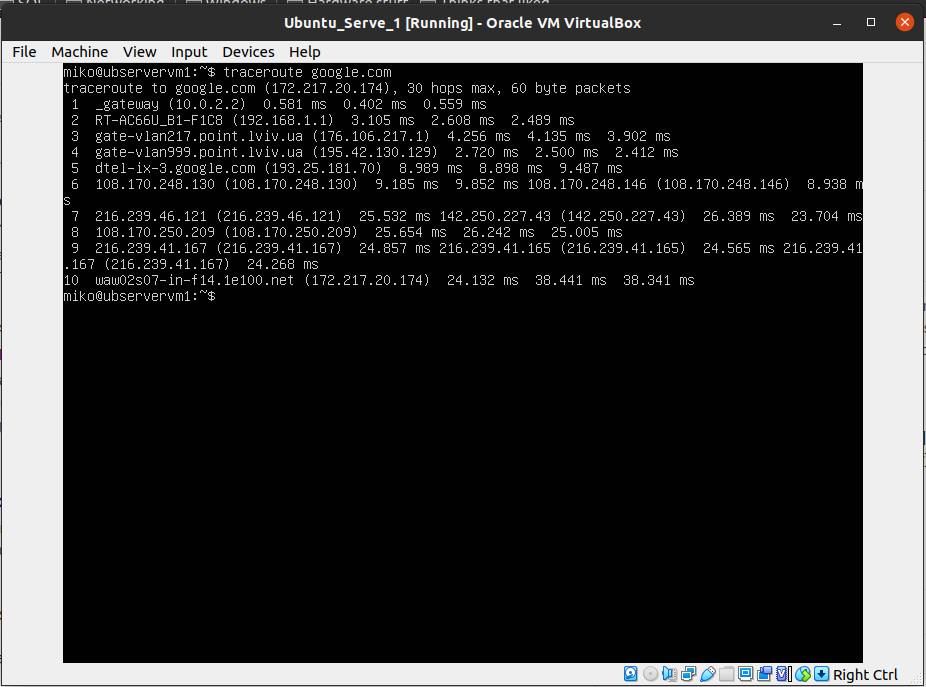 Networking
Windows
Hardware stuff
Thinks that liked
Ubuntu_Serve_1 [Running] - Oracle VM VirtualBox
File Machine View Input Devices Help
miko@ubservervm1:~$ traceroute google.com
traceroute to google.com (172.217.20.174), 30 hops max, 60 byte packets
1 _gateway (10.0.2.2) 0.581 ms 0.402 ms 0.559 ms
2 RT-AC66U_B1-F1C8 (192.168.1.1) 3.105 ms 2.608 ms 2.489 ms
3 gate-vlan217.point.lviv.ua (176.106.217.1) 4.256 ms 4.135 ms 3.902 ms
4 gate-vlan999.point.lviv.ua (195.42.130.129) 2.720 ms 2.500 ms 2.412 ms
5 dtel-ix-3.google.com (193.25.181.70) 8.989 ms 8.898 ms 9.487 ms
6 108.170.248.130 (108.170.248.130) 9.185 ms 9.852 ms 108.170.248.146 (108.170.248.146) 8.938 m
s
7 216.239.46.121 (216.239.46.121) 25.532 ms 142.250.227.43 (142.250.227.43) 26.389 ms 23.704 ms
8 108.170.250.209 (108.170.250.209) 25.654 ms 26.242 ms 25.005 ms
9 216.239.41.167 (216.239.41.167) 24.857 ms 216.239.41.165 (216.239.41.165) 24.565 ms 216.239.41
.167 (216.239.41.167) 24.268 ms
10 waw02s07-in-f14.1e100.net (172.217.20.174) 24.132 ms 38.441 ms 38.341 ms
miko@ubservervm1:~$
Right Ctrl